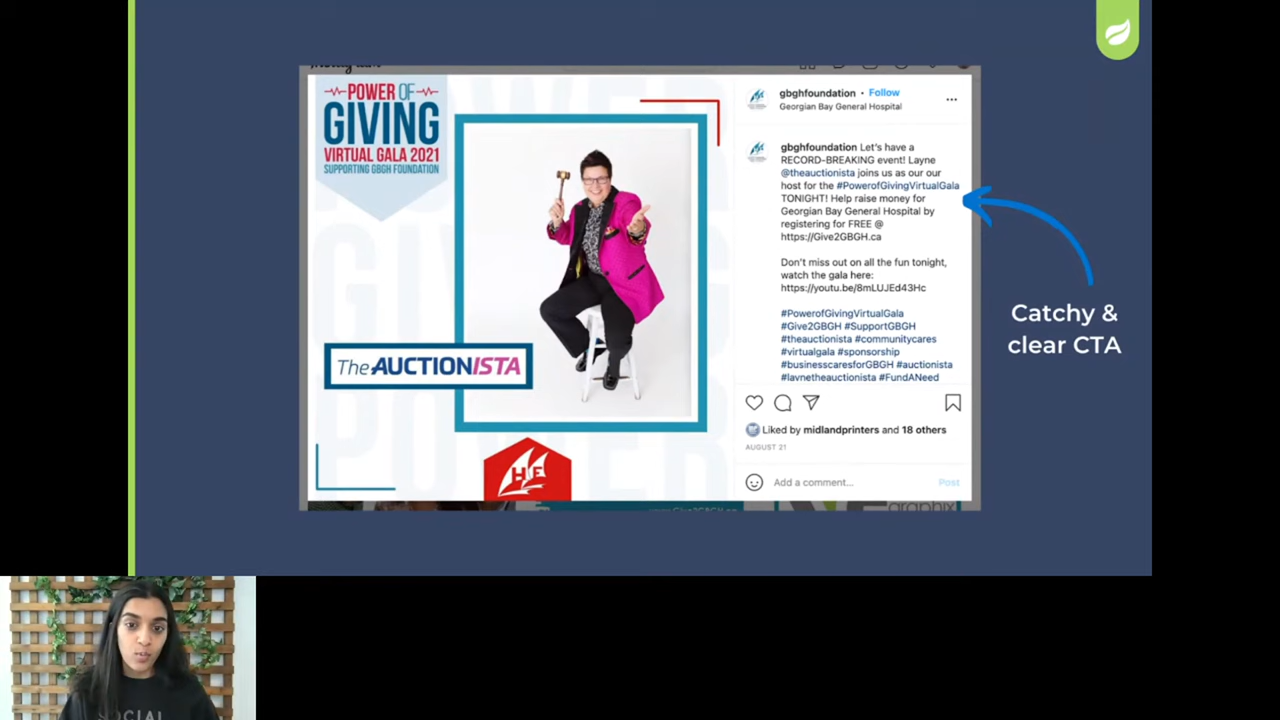 POWER OF
GIVING
VIRTUAL GALA 2021
SUPPORTING GBGH FOUNDATION
The AUCTIONISTA
HF
gbghfoundation • Follow
Georgian Bay General Hospital
gbghfoundation Let's have a
RECORD-BREAKING event! Layne
@theauctionista joins us as our our
host for the #PowerofGivingVirtualGala
TONIGHT! Help raise money for
Georgian Bay General Hospital by
registering for FREE @
https://Give2GBGH.ca
Don't miss out on all the fun tonight,
watch the gala here:
https://youtu.be/8mLUJEd43Hc
#PowerofGivingVirtualGala
#Give2GBGH #SupportGBGH
#theauctionista #communitycares
#virtualgala #sponsorship
#businesscaresforGBGH #auctionista
#laynetheauctionista #FundANeed
Liked by midlandprinters and 18 others
AUGUST 21
Add a comment... Post
Catchy &
clear CTA
SOCIAL